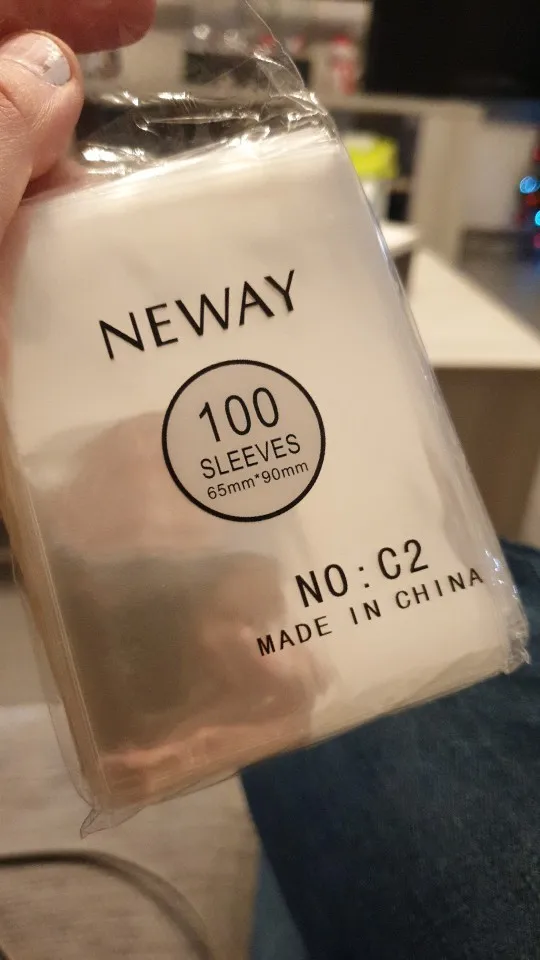 NEWAY
100
SLEEVES
65mm*90mm
NO:C2
MADE IN CHINA